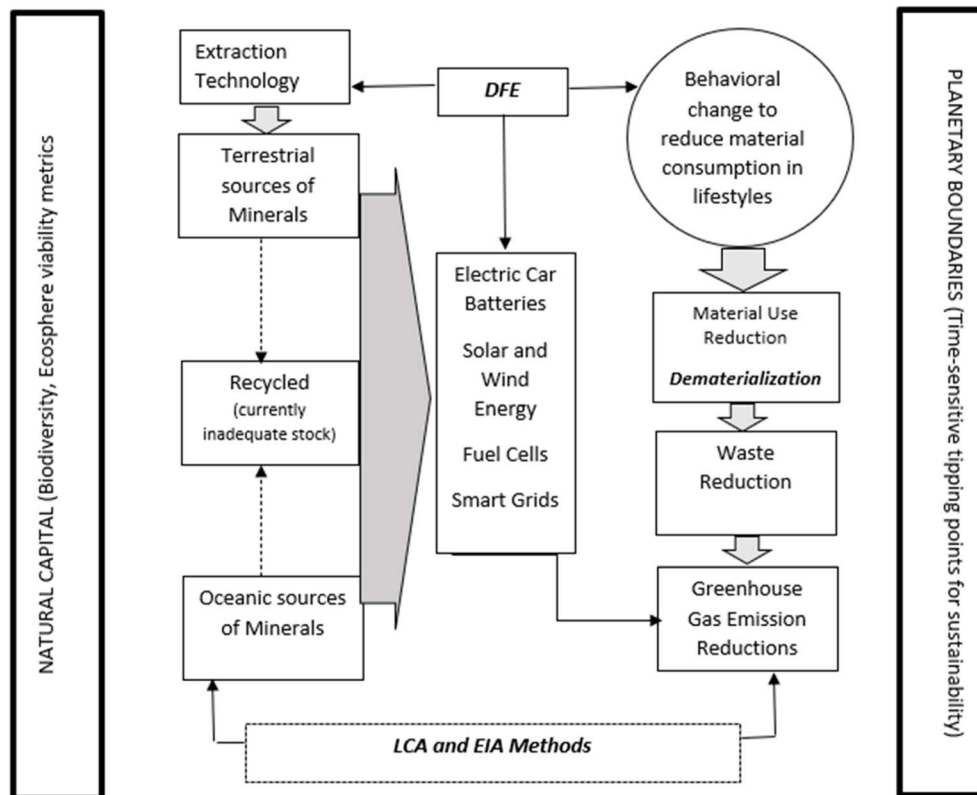 NATURAL CAPITAL (Biodiversity, Ecosphere viability metrics
Extraction
Technology
DFE
Behavioral
change to
reduce material
consumption in
lifestyles
Terrestrial
sources of
Minerals
Electric Car
Batteries
Solar and
Wind
Energy
Fuel Cells
Smart Grids
Material Use
Reduction
Dematerialization
Recycled
(currently
inadequate stock)
Waste
Reduction
Oceanic sources
of Minerals
Greenhouse
Gas Emission
Reductions
LCA and EIA Methods
PLANETARY BOUNDARIES (Time-sensitive tipping points for sustainability)